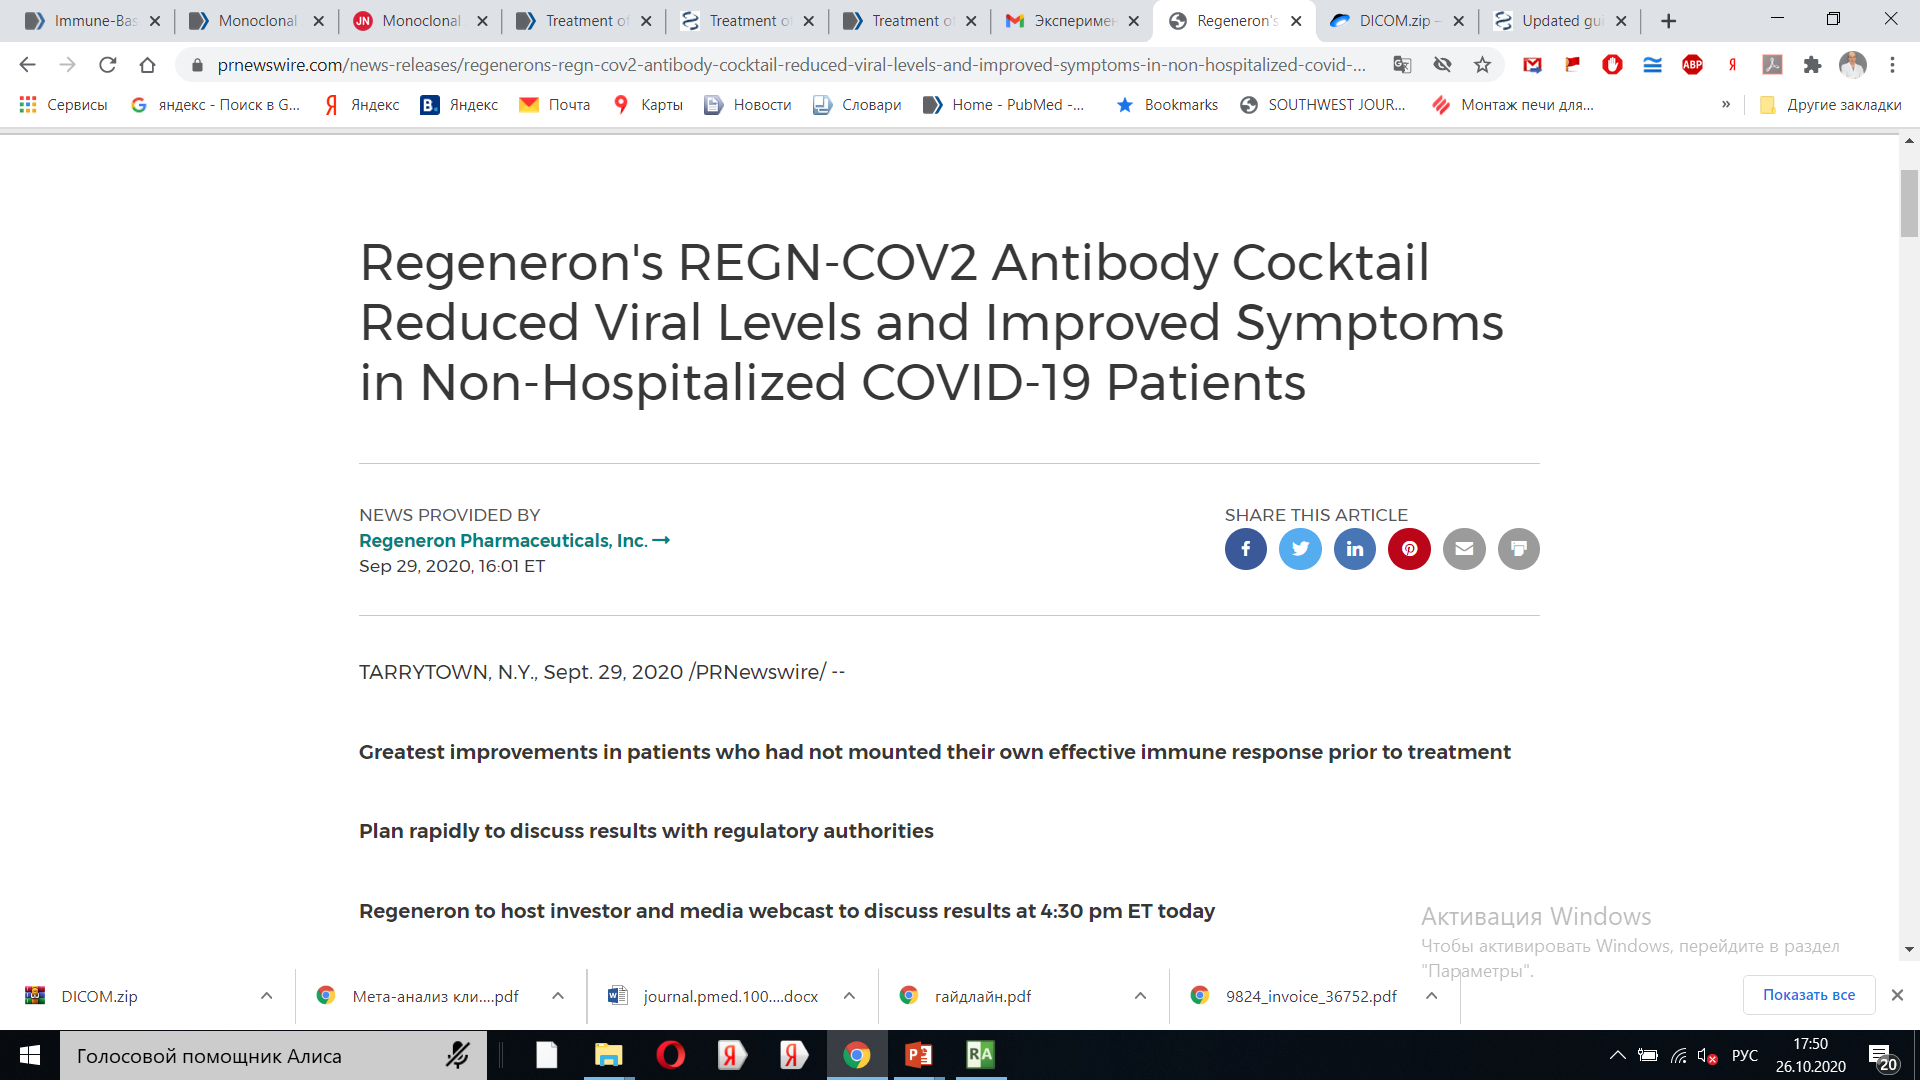 Immune-Bas
Monoclonal
Monoclonal
Treatment of
Treatment of
Treatment of
Эксперимен
Regeneron's
DICOM.zip –
Updated gui
prnewswire.com/news-releases/regenerons-regn-cov2-antibody-cocktail-reduced-viral-levels-and-improved-symptoms-in-non-hospitalized-covid-...
Сервисы
яндекс - Поиск в G...
Яндекс
Яндекс
Почта
Карты
Новости
Словари
Home - PubMed -...
Bookmarks
SOUTHWEST JOUR...
Монтаж печи для...
»
Другие закладки
Regeneron's REGN-COV2 Antibody Cocktail
Reduced Viral Levels and Improved Symptoms
in Non-Hospitalized COVID-19 Patients
NEWS PROVIDED BY
Regeneron Pharmaceuticals, Inc. →
Sep 29, 2020, 16:01 ET
SHARE THIS ARTICLE
TARRYTOWN, N.Y., Sept. 29, 2020 /PRNewswire/ --
Greatest improvements in patients who had not mounted their own effective immune response prior to treatment
Plan rapidly to discuss results with regulatory authorities
Regeneron to host investor and media webcast to discuss results at 4:30 pm ET today
Активация Windows
Чтобы активировать Windows, перейдите в раздел
"Параметры".
DICOM.zip
Мета-анализ кли....pdf
journal.pmed.100....docx
гайдлайн.pdf
9824_invoice_36752.pdf
Показать все
Голосовой помощник Алиса
РУС
17:50
26.10.2020
20